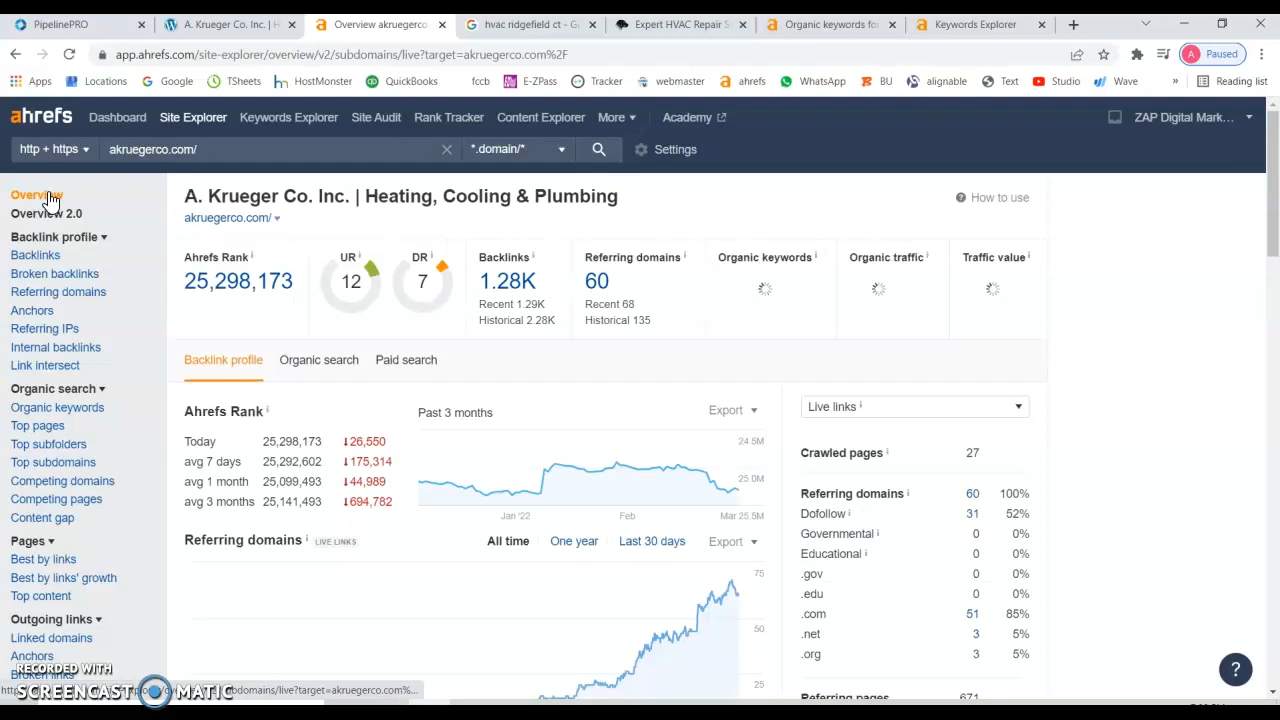 PipelinePRO
A. Krueger Co. Inc. | H
Overview akruegerco
hvac ridgefield ct - G
Expert HVAC Repair S
Organic keywords fo
Keywords Explorer
app.ahrefs.com/site-explorer/overview/v2/subdomains/live?target=akruegerco.com%2F
A Paused
Apps Locations Google TSheets HostMonster QuickBooks fccb E-ZPass Tracker webmaster ahrefs WhatsApp BU alignable Text Studio Wave » Reading list
ahrefs Dashboard Site Explorer Keywords Explorer Site Audit Rank Tracker Content Explorer More Academy ZAP Digital Mark...
http + https akruegerco.com/ *.domain/* Settings
Overview
Overview 2.0
Backlink profile
Backlinks
Broken backlinks
Referring domains
Anchors
Referring IPs
Internal backlinks
Link intersect
Organic search
Organic keywords
Top pages
Top subfolders
Top subdomains
Competing domains
Competing pages
Content gap
Pages
Best by links
Best by links' growth
Top content
Outgoing links
Linked domains
Anchors
Broken links
A. Krueger Co. Inc. | Heating, Cooling & Plumbing
How to use
akruegerco.com/
Ahrefs Rank
25,298,173
UR
12
DR
7
Backlinks
1.28K
Recent 1.29K
Historical 2.28K
Referring domains
60
Recent 68
Historical 135
Organic keywords
Organic traffic
Traffic value
Backlink profile Organic search Paid search
Ahrefs Rank
Past 3 months
Export
Today 25,298,173 ↓26,550
avg 7 days 25,292,602 ↓175,314
avg 1 month 25,099,493 ↓44,989
avg 3 months 25,141,493 ↓694,782
24.5M
25.0M
Jan '22 Feb Mar 25.5M
Referring domains LIVE LINKS
All time One year Last 30 days Export
75
50
25
Live links
Crawled pages 27
Referring domains 60 100%
Dofollow 31 52%
Governmental 0 0%
Educational 0 0%
.gov 0 0%
.edu 0 0%
.com 51 85%
.net 3 5%
.org 3 5%
Referring pages 671
?
RECORDED WITH
SCREENCAST MATIC
domains/live?target=akruegerco.com%...